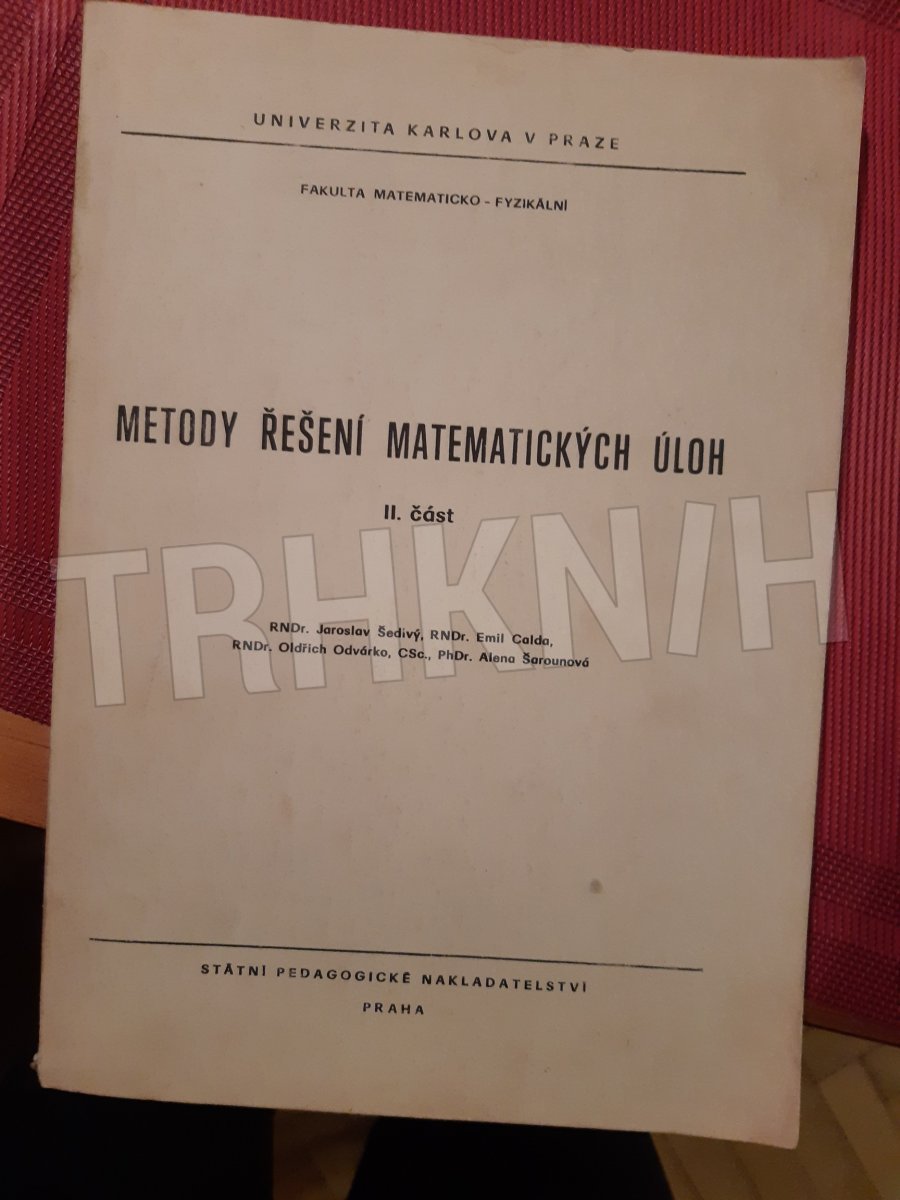 UNIVERZITA KARLOVA V PRAZE
FAKULTA MATEMATICKO - FYZIKÁLNÍ
METODY ŘEŠENÍ MATEMATICKÝCH ÚLOH
II. část
TRHKNIH
RNDr. Jaroslav Šedivý, RNDr. Emil Calda,
RNDr. Oldřich Odvárko, CSc., PhDr. Alena Šarounová
STÁTNÍ PEDAGOGICKÉ NAKLADATELSTVÍ
PRAHA